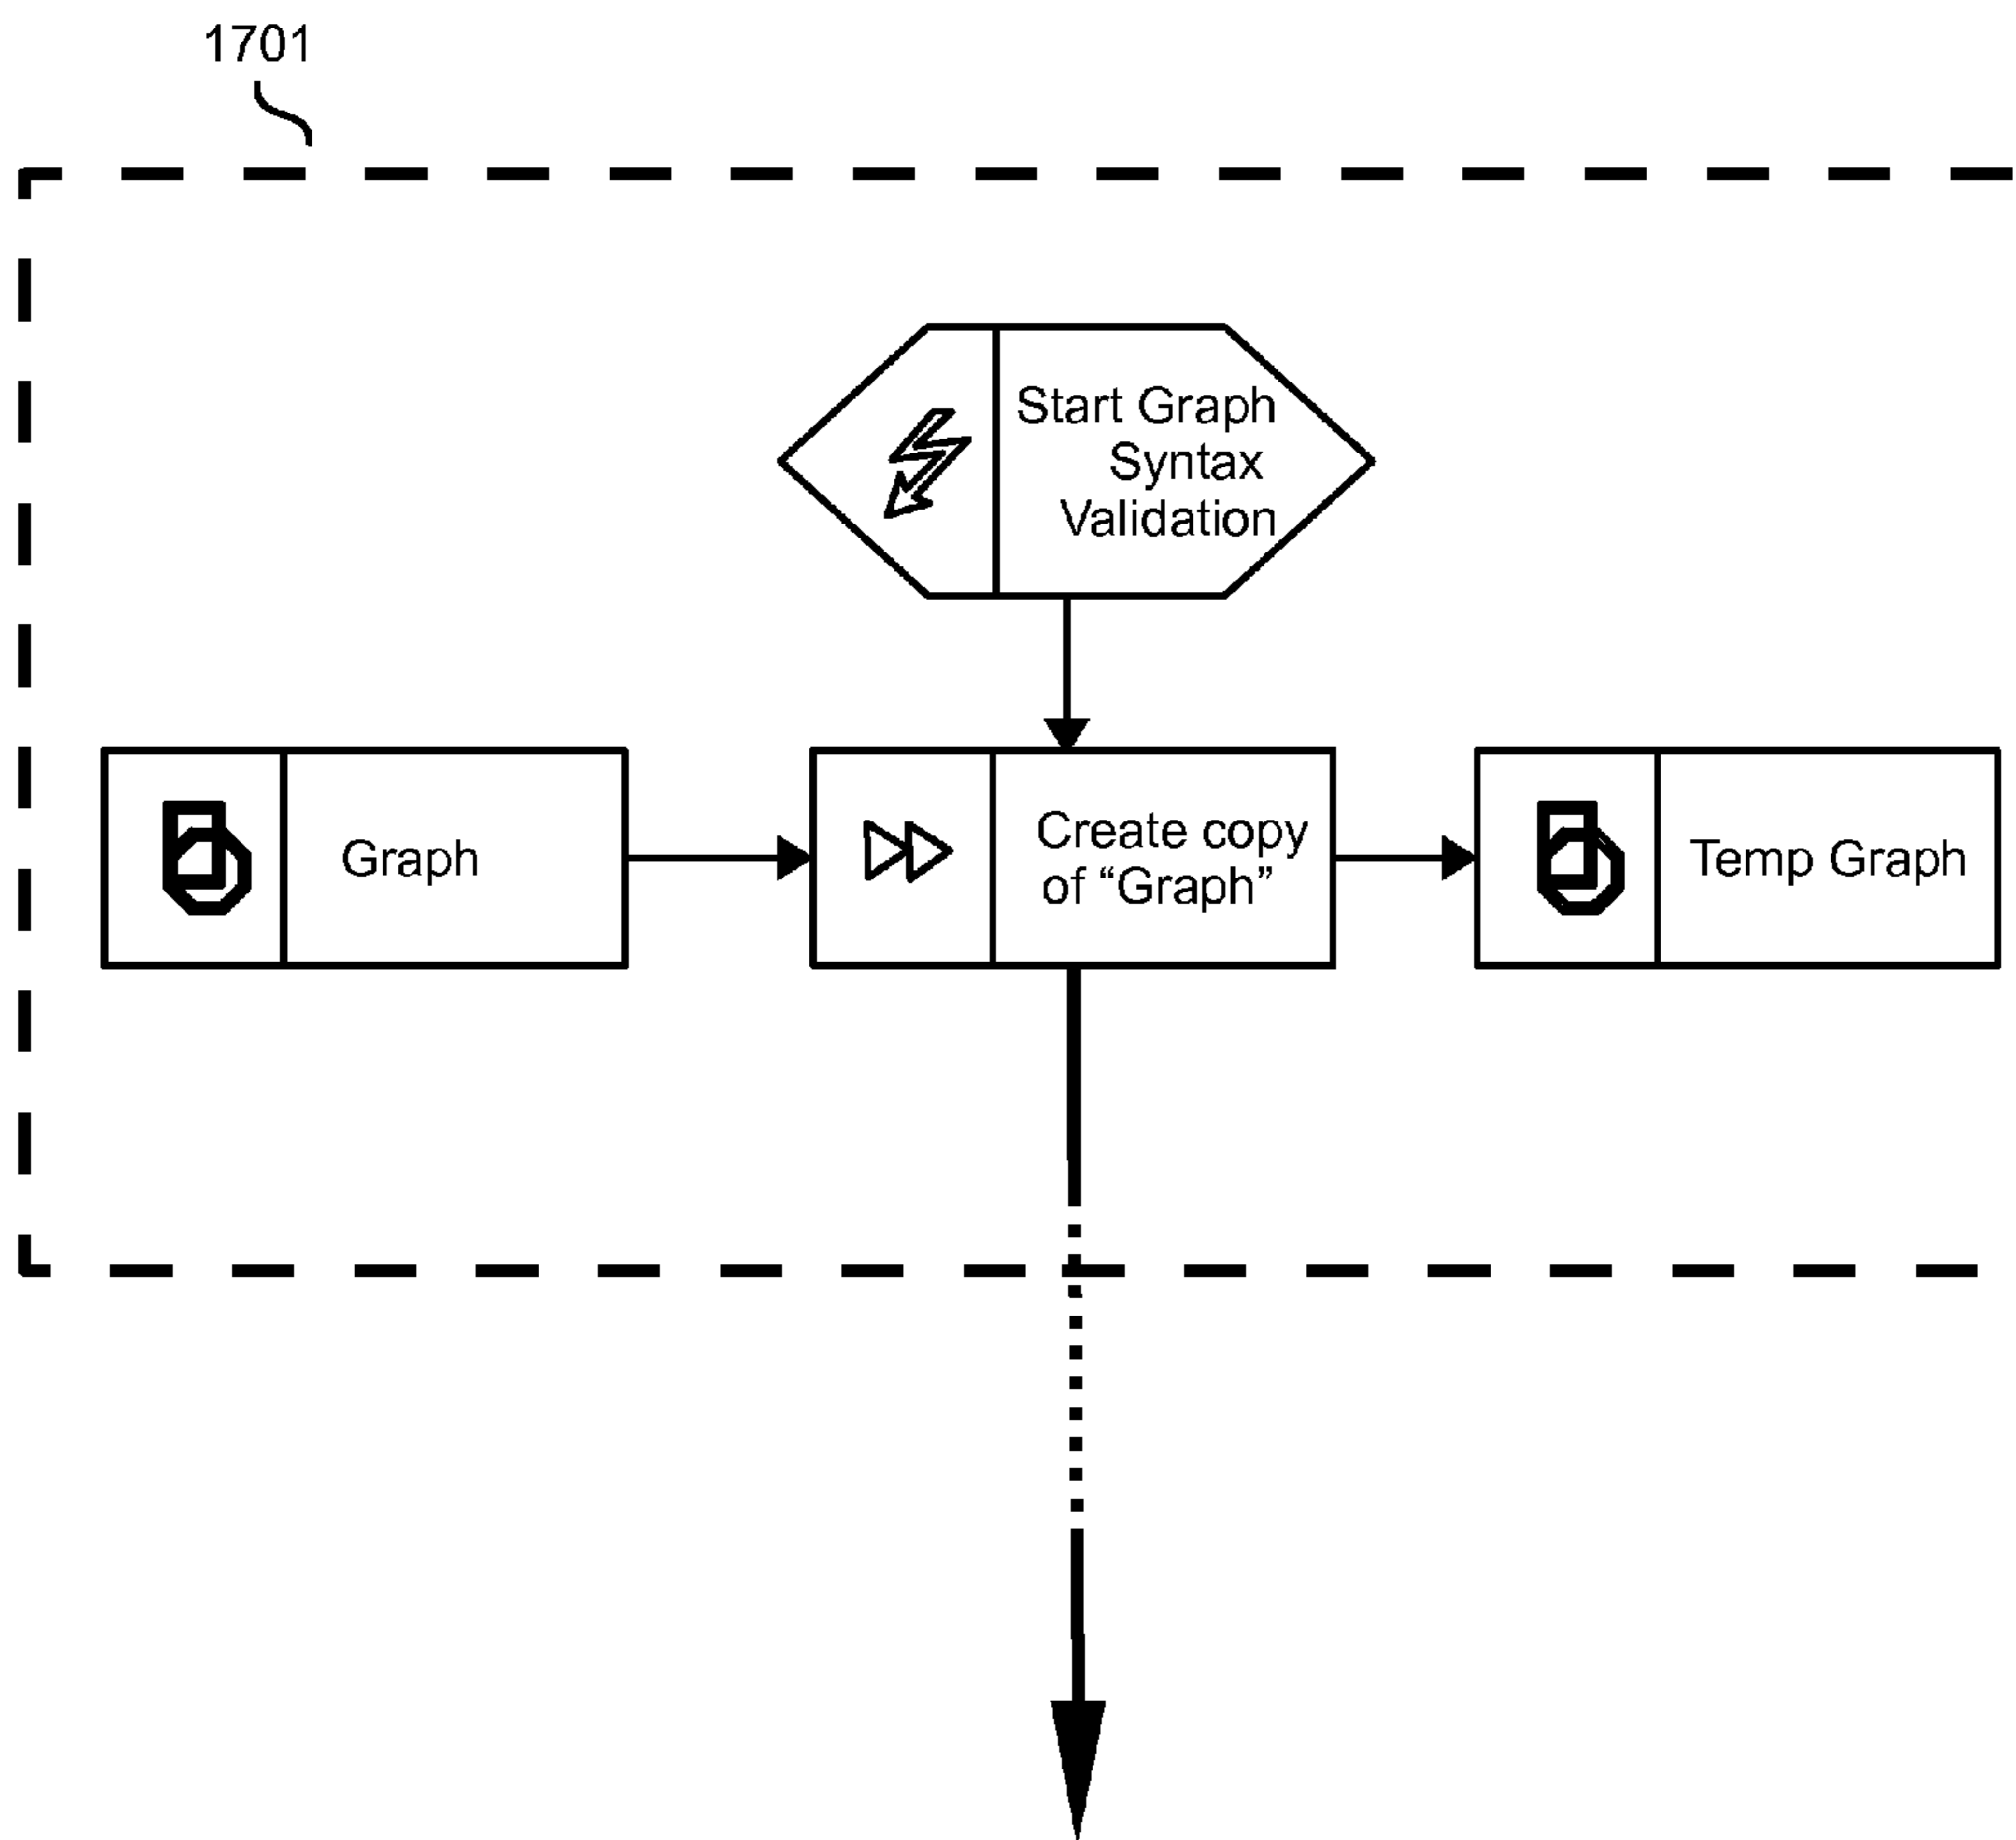 1701
Start Graph
Syntax
Validation
Graph
Create copy
of “Graph”
Temp Graph